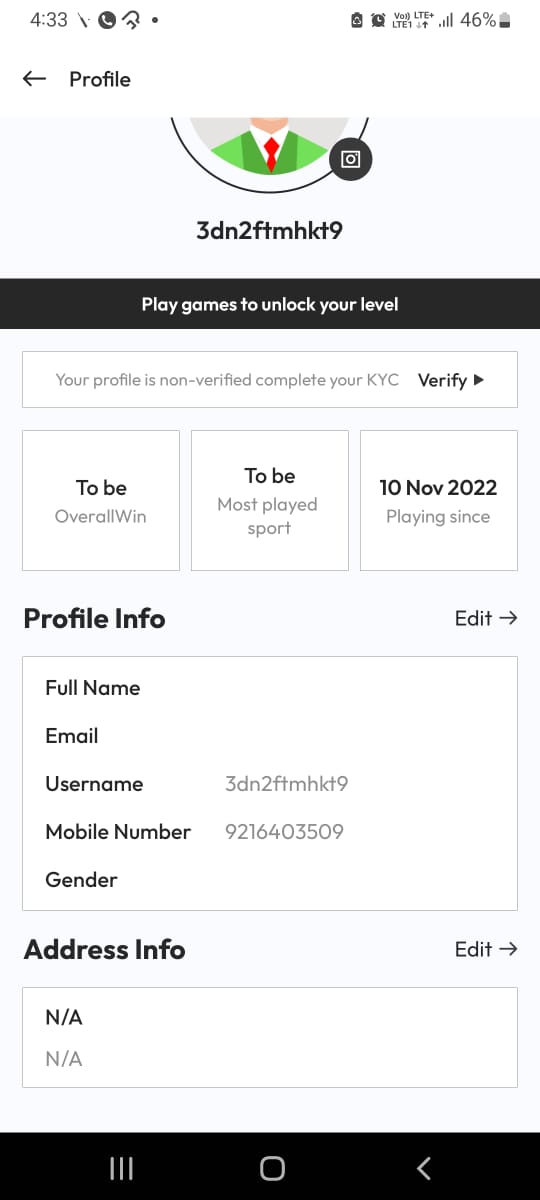 4:33
Vo)) LTE+
LTE1 ↓↑
46%
← Profile
3dn2ftmhkt9
Play games to unlock your level
Your profile is non-verified complete your KYC Verify
To be
OverallWin
To be
Most played
sport
10 Nov 2022
Playing since
Profile Info Edit →
Full Name
Email
Username 3dn2ftmhkt9
Mobile Number 9216403509
Gender
Address Info Edit →
N/A
N/A